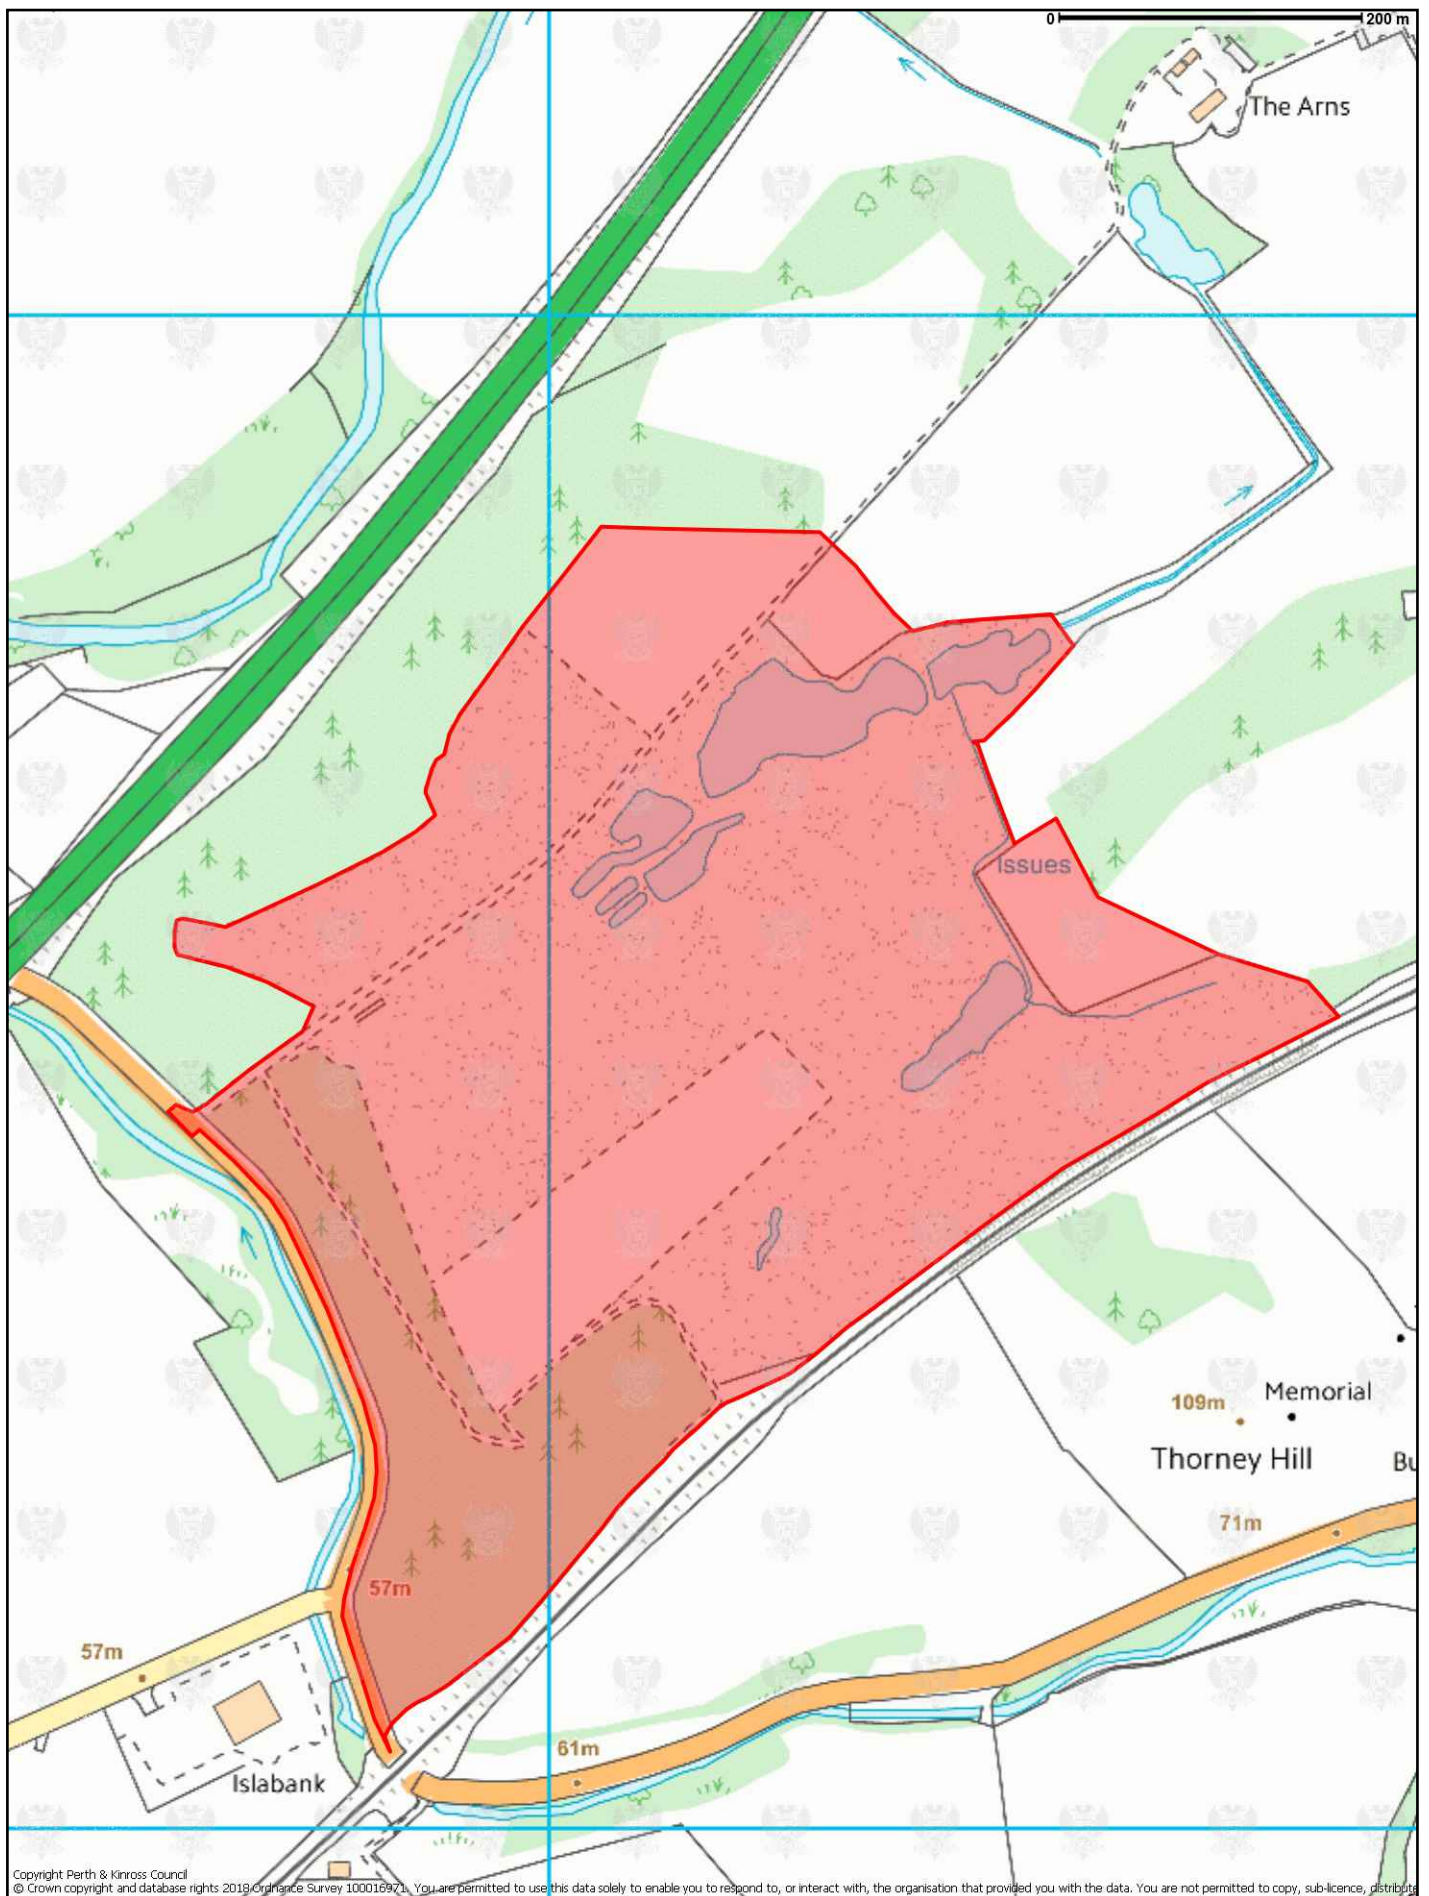 0 200 m
The Arns
Issues
109m
Memorial
Thorney Hill
Bu
71m
57m
57m
61m
Islabank
Copyright Perth & Kinross Council
© Crown copyright and database rights 2018 Ordnance Survey 100016971. You are permitted to use this data solely to enable you to respond to, or interact with, the organisation that provided you with the data. You are not permitted to copy, sub-licence, distribute